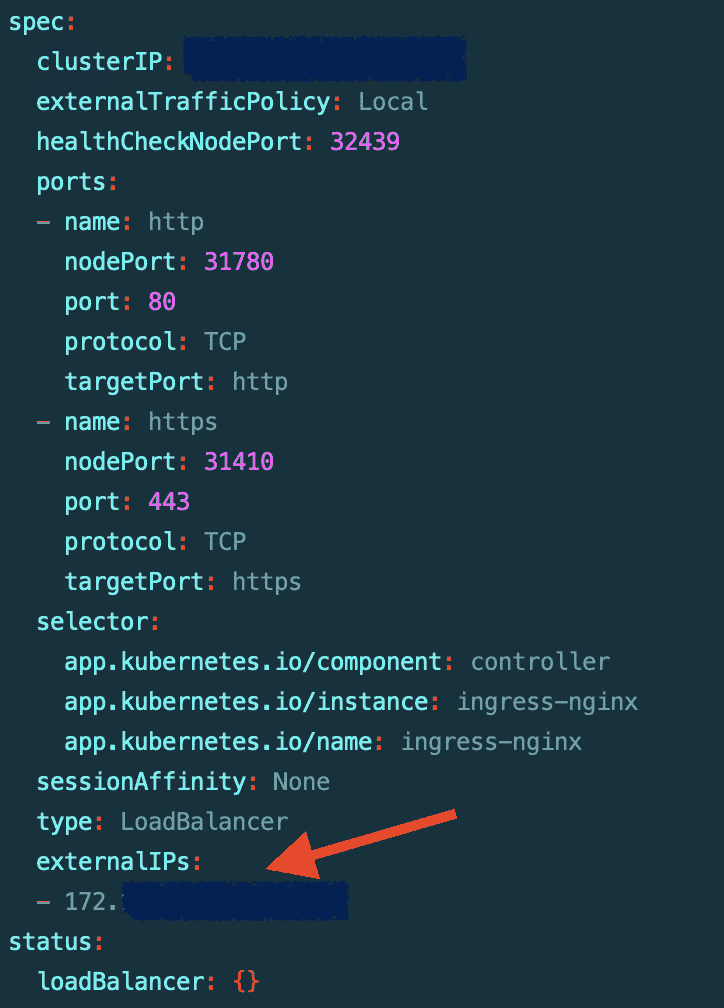 spec:
clusterIP:
externalTrafficPolicy: Local
healthCheckNodePort: 32439
ports:
- name: http
nodePort: 31780
port: 80
protocol: TCP
targetPort: http
- name: https
nodePort: 31410
port: 443
protocol: TCP
targetPort: https
selector:
app.kubernetes.io/component: controller
app.kubernetes.io/instance: ingress-nginx
app.kubernetes.io/name: ingress-nginx
sessionAffinity: None
type: LoadBalancer
externalIPs:
- 172.
status:
loadBalancer: {}